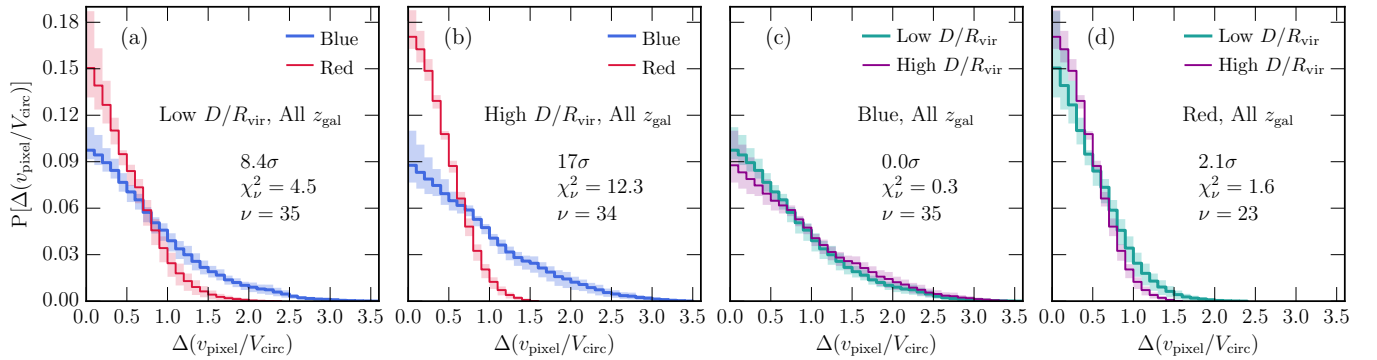 P[Δ(v_pixel/V_circ)]
0.18
0.15
0.12
0.09
0.06
0.03
0.00
(a)
Blue
Red
Low D/R_vir, All z_gal
8.4σ
χ²_ν = 4.5
ν = 35
0.0 0.5 1.0 1.5 2.0 2.5 3.0 3.5
Δ(v_pixel/V_circ)
(b)
Blue
Red
High D/R_vir, All z_gal
17σ
χ²_ν = 12.3
ν = 34
0.0 0.5 1.0 1.5 2.0 2.5 3.0 3.5
Δ(v_pixel/V_circ)
(c)
Low D/R_vir
High D/R_vir
Blue, All z_gal
0.0σ
χ²_ν = 0.3
ν = 35
0.0 0.5 1.0 1.5 2.0 2.5 3.0 3.5
Δ(v_pixel/V_circ)
(d)
Low D/R_vir
High D/R_vir
Red, All z_gal
2.1σ
χ²_ν = 1.6
ν = 23
0.0 0.5 1.0 1.5 2.0 2.5 3.0 3.5
Δ(v_pixel/V_circ)